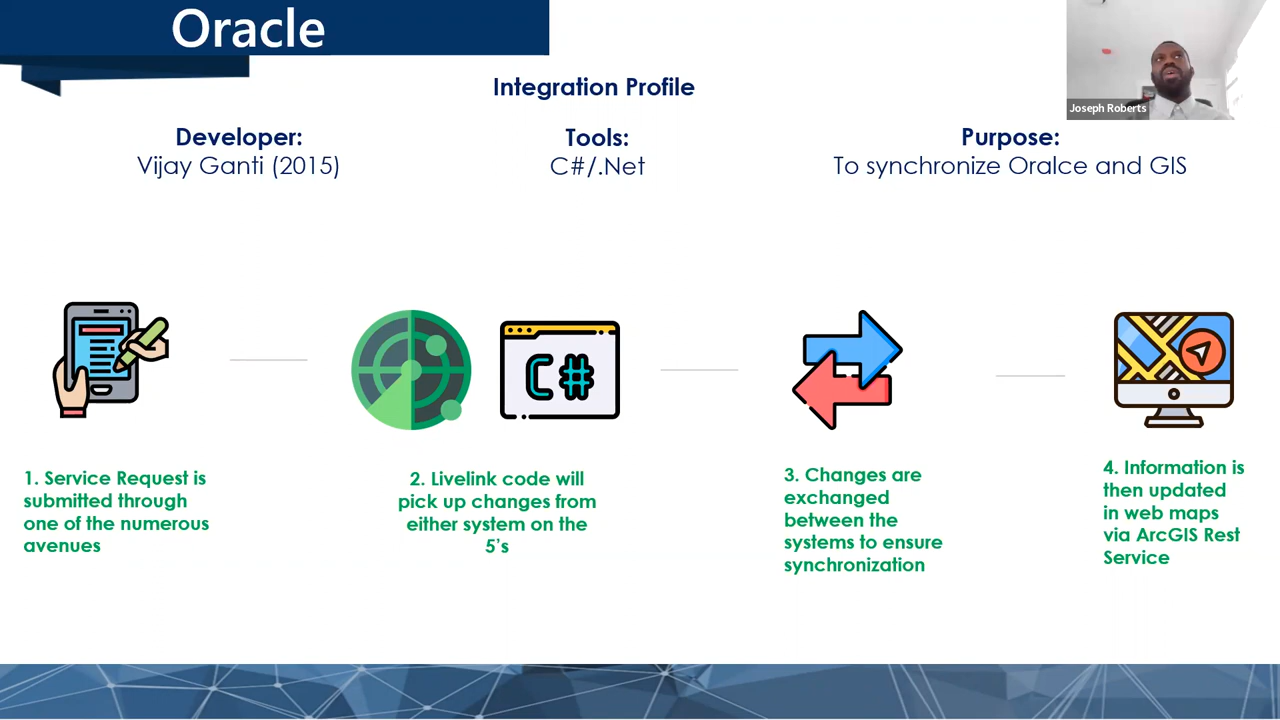 Oracle
Joseph Roberts
Integration Profile
Developer:
Vijay Ganti (2015)
Tools:
C#/.Net
Purpose:
To synchronize Oralce and GIS
C#
1. Service Request is
submitted through
one of the numerous
avenues
2. Livelink code will
pick up changes from
either system on the
5's
3. Changes are
exchanged
between the
systems to ensure
synchronization
4. Information is
then updated
in web maps
via ArcGIS Rest
Service